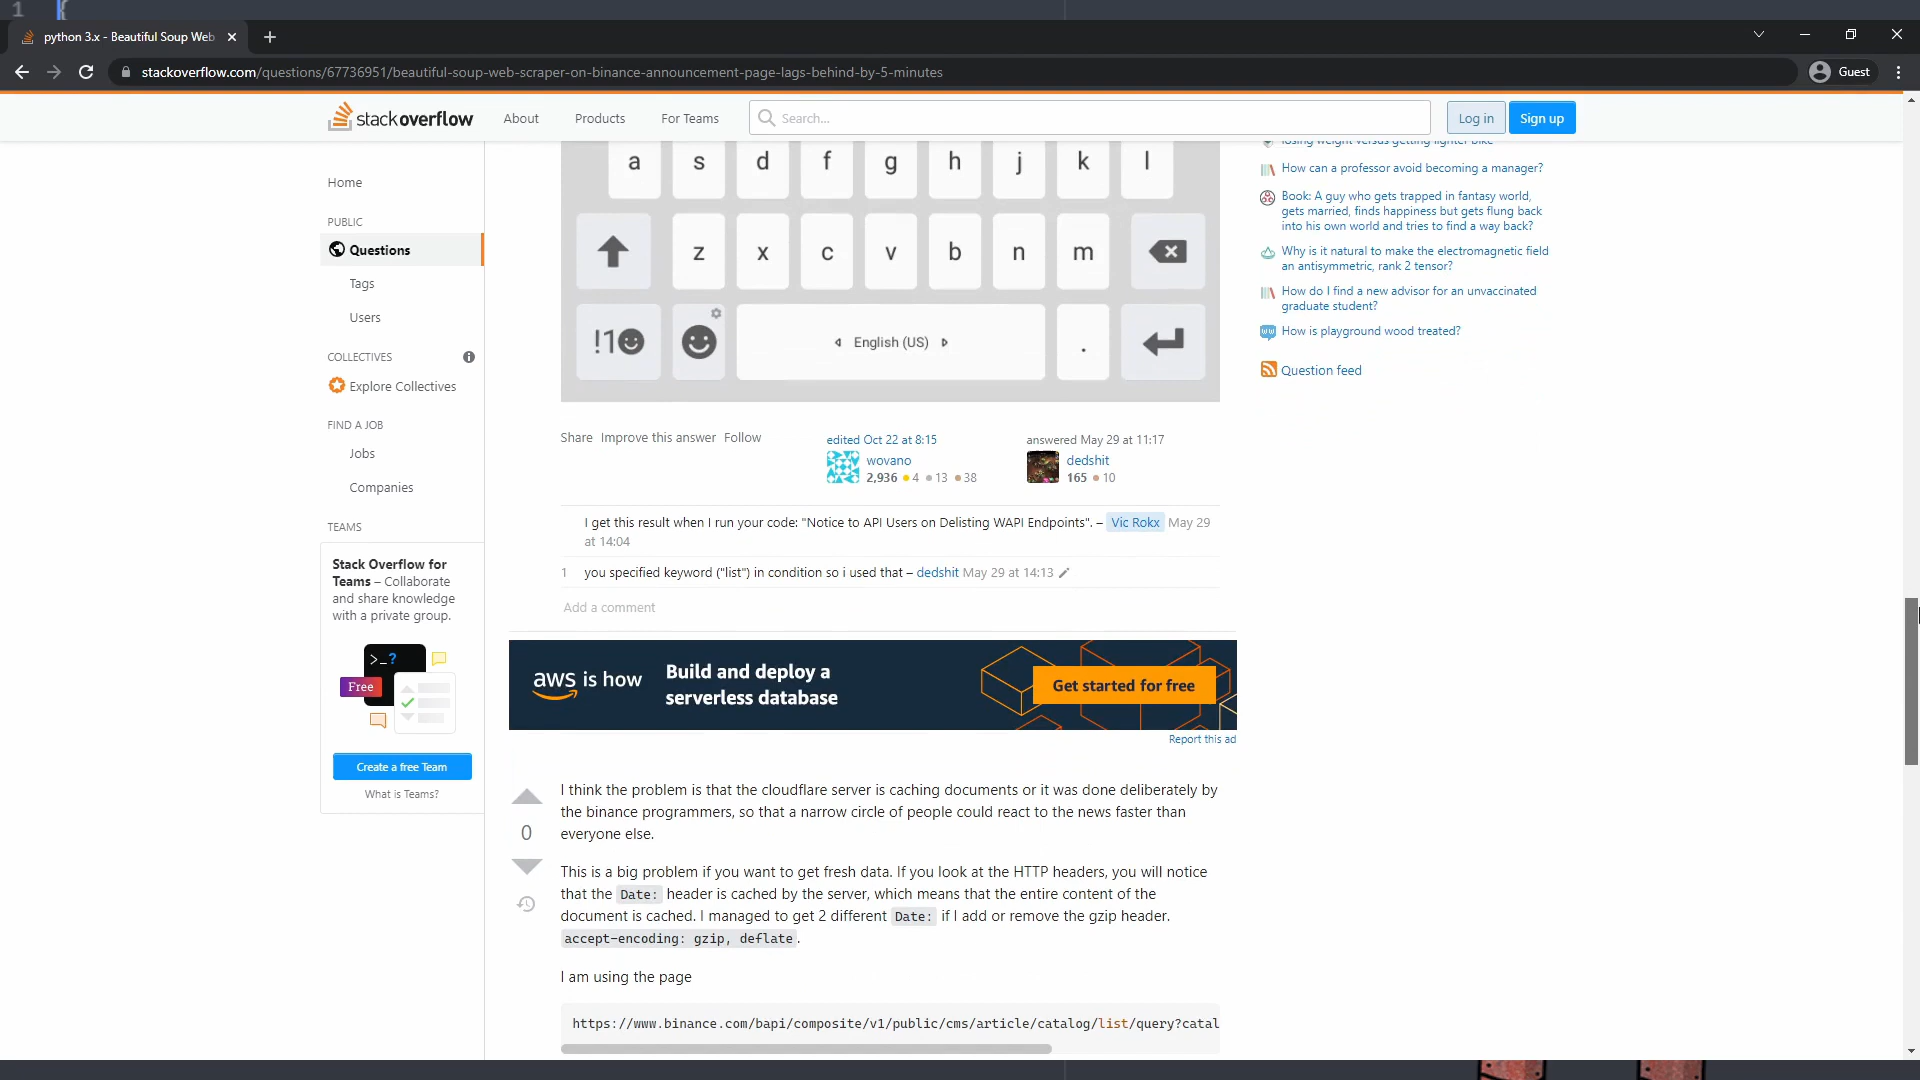 1 {
python 3.x - Beautiful Soup Web
stackoverflow.com/questions/67736951/beautiful-soup-web-scraper-on-binance-announcement-page-lags-behind-by-5-minutes
Guest
stackoverflow
About
Products
For Teams
Search...
Log in
Sign up
Home
PUBLIC
Questions
Tags
Users
COLLECTIVES
Explore Collectives
FIND A JOB
Jobs
Companies
TEAMS
Stack Overflow for
Teams – Collaborate
and share knowledge
with a private group.
>_?
Free
Create a free Team
What is Teams?
a s d f g h j k l
z x c v b n m
!1
English (US)
.
Share Improve this answer Follow
edited Oct 22 at 8:15
wovano
2,936 4 13 38
answered May 29 at 11:17
dedshit
165 10
I get this result when I run your code: "Notice to API Users on Delisting WAPI Endpoints". – Vic Rokx May 29
at 14:04
1 you specified keyword ("list") in condition so i used that – dedshit May 29 at 14:13
Add a comment
aws is how
Build and deploy a
serverless database
Get started for free
Report this ad
0
I think the problem is that the cloudflare server is caching documents or it was done deliberately by
the binance programmers, so that a narrow circle of people could react to the news faster than
everyone else.
This is a big problem if you want to get fresh data. If you look at the HTTP headers, you will notice
that the Date: header is cached by the server, which means that the entire content of the
document is cached. I managed to get 2 different Date: if I add or remove the gzip header.
accept-encoding: gzip, deflate.
I am using the page
https://www.binance.com/bapi/composite/v1/public/cms/article/catalog/list/query?catal
losing weight versus getting lighter bike
How can a professor avoid becoming a manager?
Book: A guy who gets trapped in fantasy world,
gets married, finds happiness but gets flung back
into his own world and tries to find a way back?
Why is it natural to make the electromagnetic field
an antisymmetric, rank 2 tensor?
How do I find a new advisor for an unvaccinated
graduate student?
How is playground wood treated?
Question feed